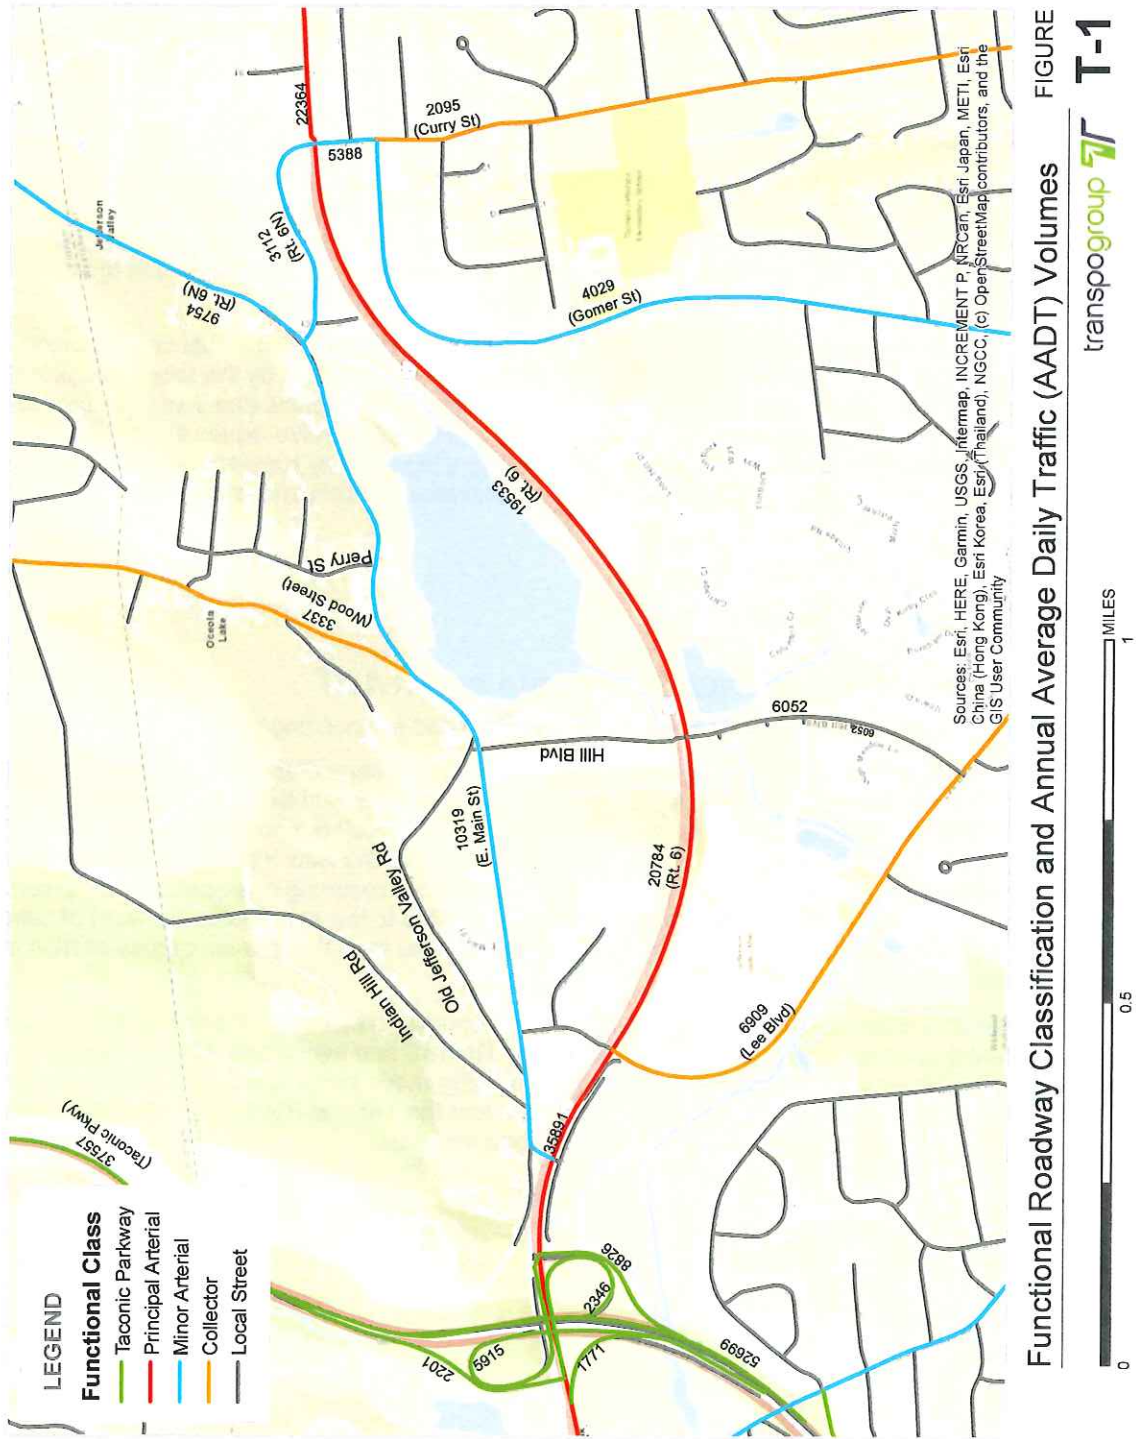 LEGEND
Functional Class
Taconic Parkway
Principal Arterial
Minor Arterial
Collector
Local Street
37557
(Taconic Pkwy)
2201
5915
1771
2346
8826
52699
35891
Indian Hill Rd
Old Jefferson Valley Rd
10319
(E. Main St)
6909
(Lee Blvd)
20784
(Rt. 6)
Hill Blvd
6052
6052
3337
(Wood Street)
Perry St
Oceola
Lake
19533
(Rt. 6)
9754
(Rt. 6N)
Jefferson
Valley
3112
(Rt. 6N)
4029
(Gomer St)
5388
22364
2095
(Curry St)
Sources: Esri, HERE, Garmin, USGS, Intermap, INCREMENT P, NRCan, Esri Japan, METI, Esri
China (Hong Kong), Esri Korea, Esri (Thailand), NGCC, (c) OpenStreetMap contributors, and the
GIS User Community
Functional Roadway Classification and Annual Average Daily Traffic (AADT) Volumes
FIGURE
T-1
transpogroup
0
0.5
1
MILES